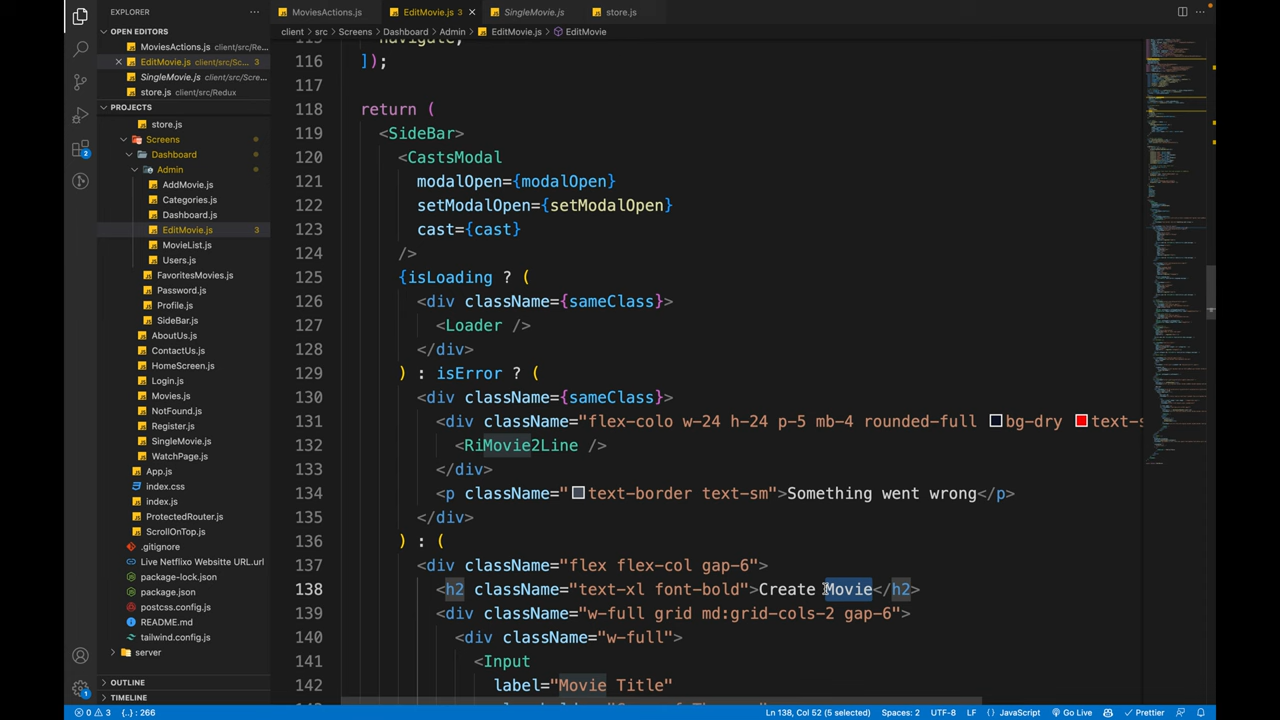 EXPLORER
OPEN EDITORS
MoviesActions.js client/src/Re...
EditMovie.js client/src/Sc... 3
SingleMovie.js client/src/Scre...
store.js client/src/Redux
PROJECTS
store.js
Screens
Dashboard
Admin
AddMovie.js
Categories.js
Dashboard.js
EditMovie.js 3
MovieList.js
Users.js
FavoritesMovies.js
Password.js
Profile.js
SideBar.js
AboutUs.js
ContactUs.js
HomeScreen.js
Login.js
Movies.js
NotFound.js
Register.js
SingleMovie.js
WatchPage.js
App.js
index.css
index.js
ProtectedRouter.js
ScrollOnTop.js
.gitignore
Live Netflixo Website URL.url
package-lock.json
package.json
postcss.config.js
README.md
tailwind.config.js
server
OUTLINE
TIMELINE
2
1
MoviesActions.js EditMovie.js 3 SingleMovie.js store.js
client > src > Screens > Dashboard > Admin > EditMovie.js > EditMovie
115 navigate,
116 ]);
117
118 return (
119 <SideBar>
120 <CastsModal
121 modalOpen={modalOpen}
122 setModalOpen={setModalOpen}
123 cast={cast}
124 />
125 {isLoading ? (
126 <div className={sameClass}>
127 <Loader />
128 </div>
129 ) : isError ? (
130 <div className={sameClass}>
131 <div className="flex-colo w-24 h-24 p-5 mb-4 rounded-full bg-dry text-s
132 <RiMovie2Line />
133 </div>
134 <p className="text-border text-sm">Something went wrong</p>
135 </div>
136 ) : (
137 <div className="flex flex-col gap-6">
138 <h2 className="text-xl font-bold">Create Movie</h2>
139 <div className="w-full grid md:grid-cols-2 gap-6">
140 <div className="w-full">
141 <Input
142 label="Movie Title"
0 3 {..} : 266 Ln 138, Col 52 (5 selected) Spaces: 2 UTF-8 LF {} JavaScript Go Live Prettier